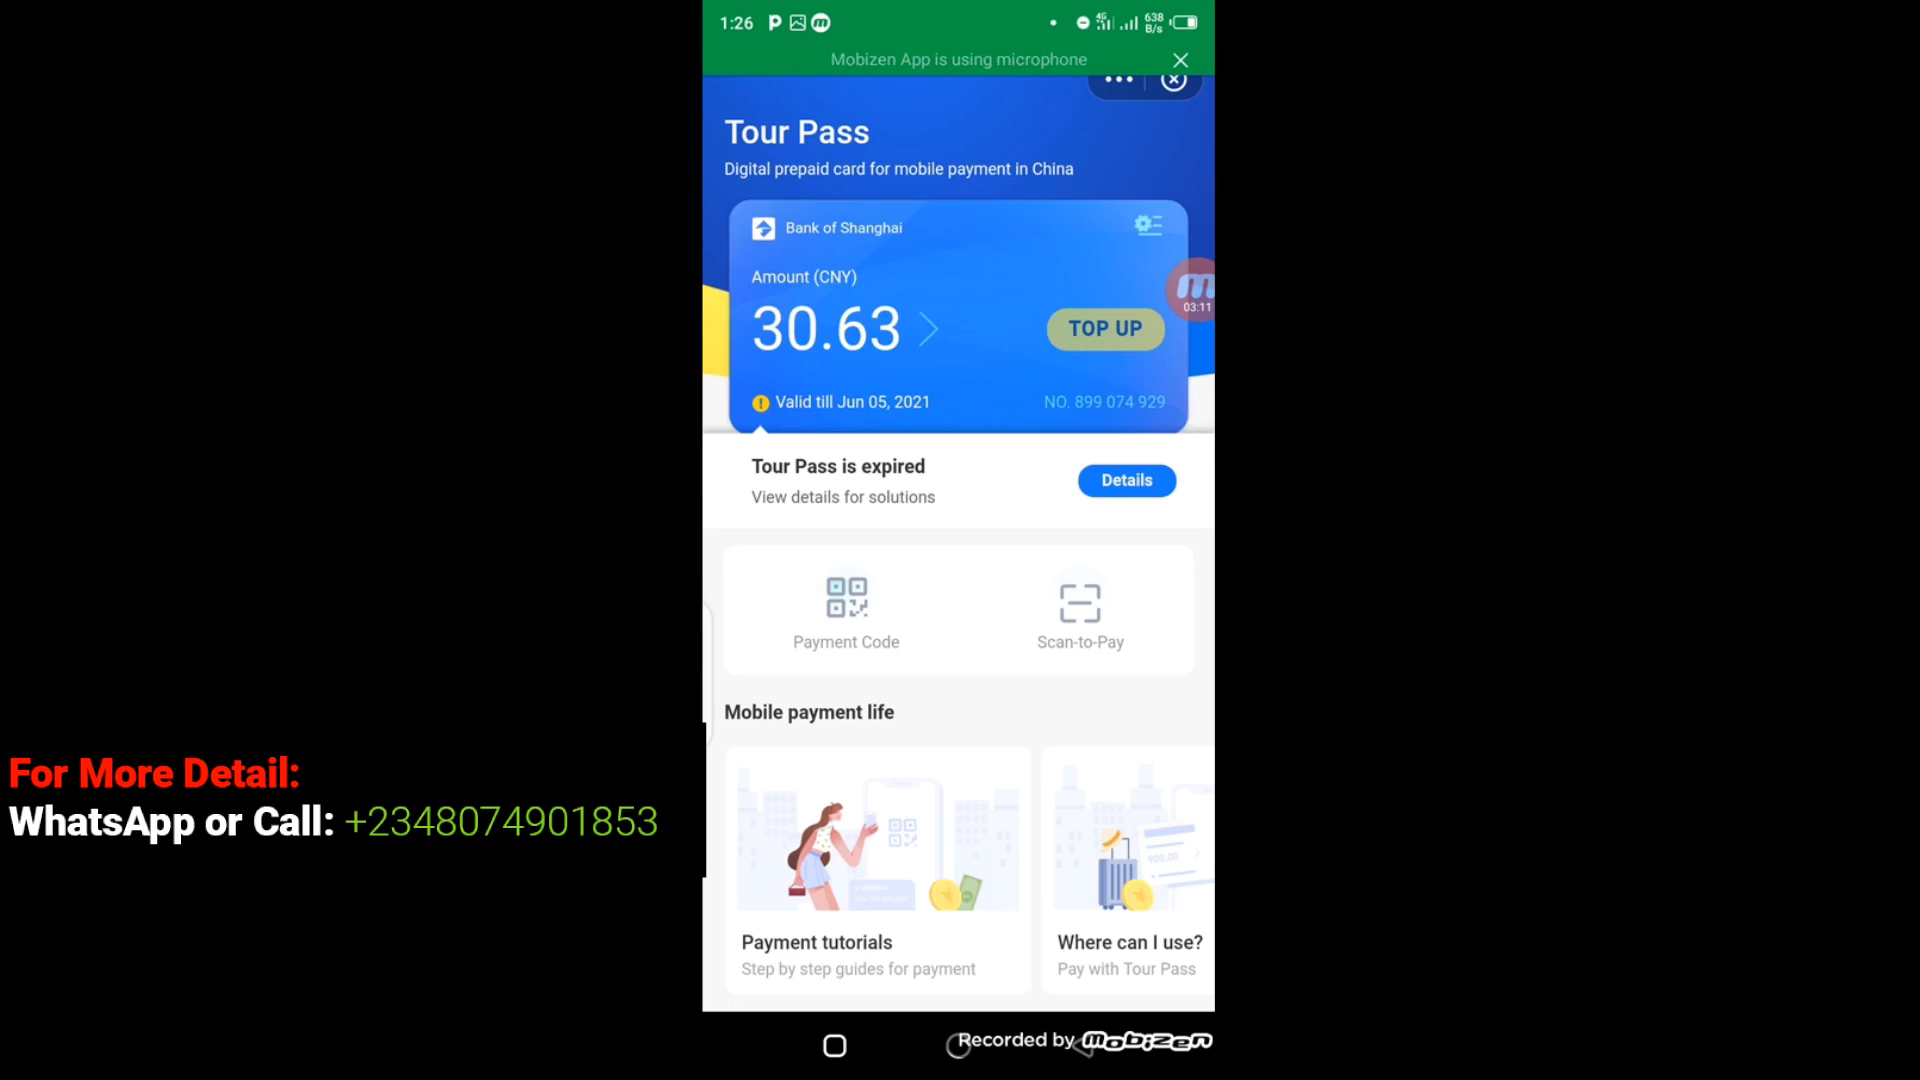 1:26
4G
638
B/s
Mobizen App is using microphone
Tour Pass
Digital prepaid card for mobile payment in China
Bank of Shanghai
Amount (CNY)
30.63
TOP UP
03:11
Valid till Jun 05, 2021
NO. 899 074 929
Tour Pass is expired
View details for solutions
Details
Payment Code
Scan-to-Pay
Mobile payment life
For More Detail:
WhatsApp or Call: +2348074901853
900.00
Payment tutorials
Step by step guides for payment
Where can I use?
Pay with Tour Pass
Recorded by mobizen